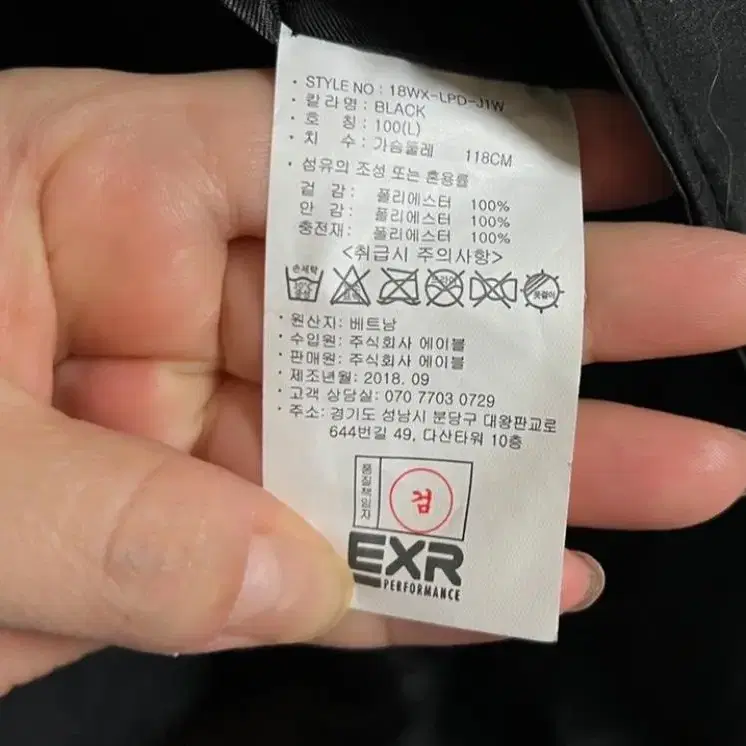 · STYLE NO : 18WX-LPD-J1W
· 칼라명 : BLACK
· 호 칭 : 100(L)
· 치 수 : 가슴둘레 118CM
· 섬유의 조성 또는 혼용률
겉 감 : 폴리에스터 100%
안 감 : 폴리에스터 100%
충전재: 폴리에스터 100%
<취급시 주의사항>
손세탁
드라이
옷걸이
· 원산지: 베트남
· 수입원: 주식회사 에이블
· 판매원: 주식회사 에이블
· 제조년월: 2018. 09
· 고객 상담실: 070 7703 0729
· 주소: 경기도 성남시 분당구 대왕판교로
644번길 49, 다산타워 10층
품질책임자
검
EXR
PERFORMANCE